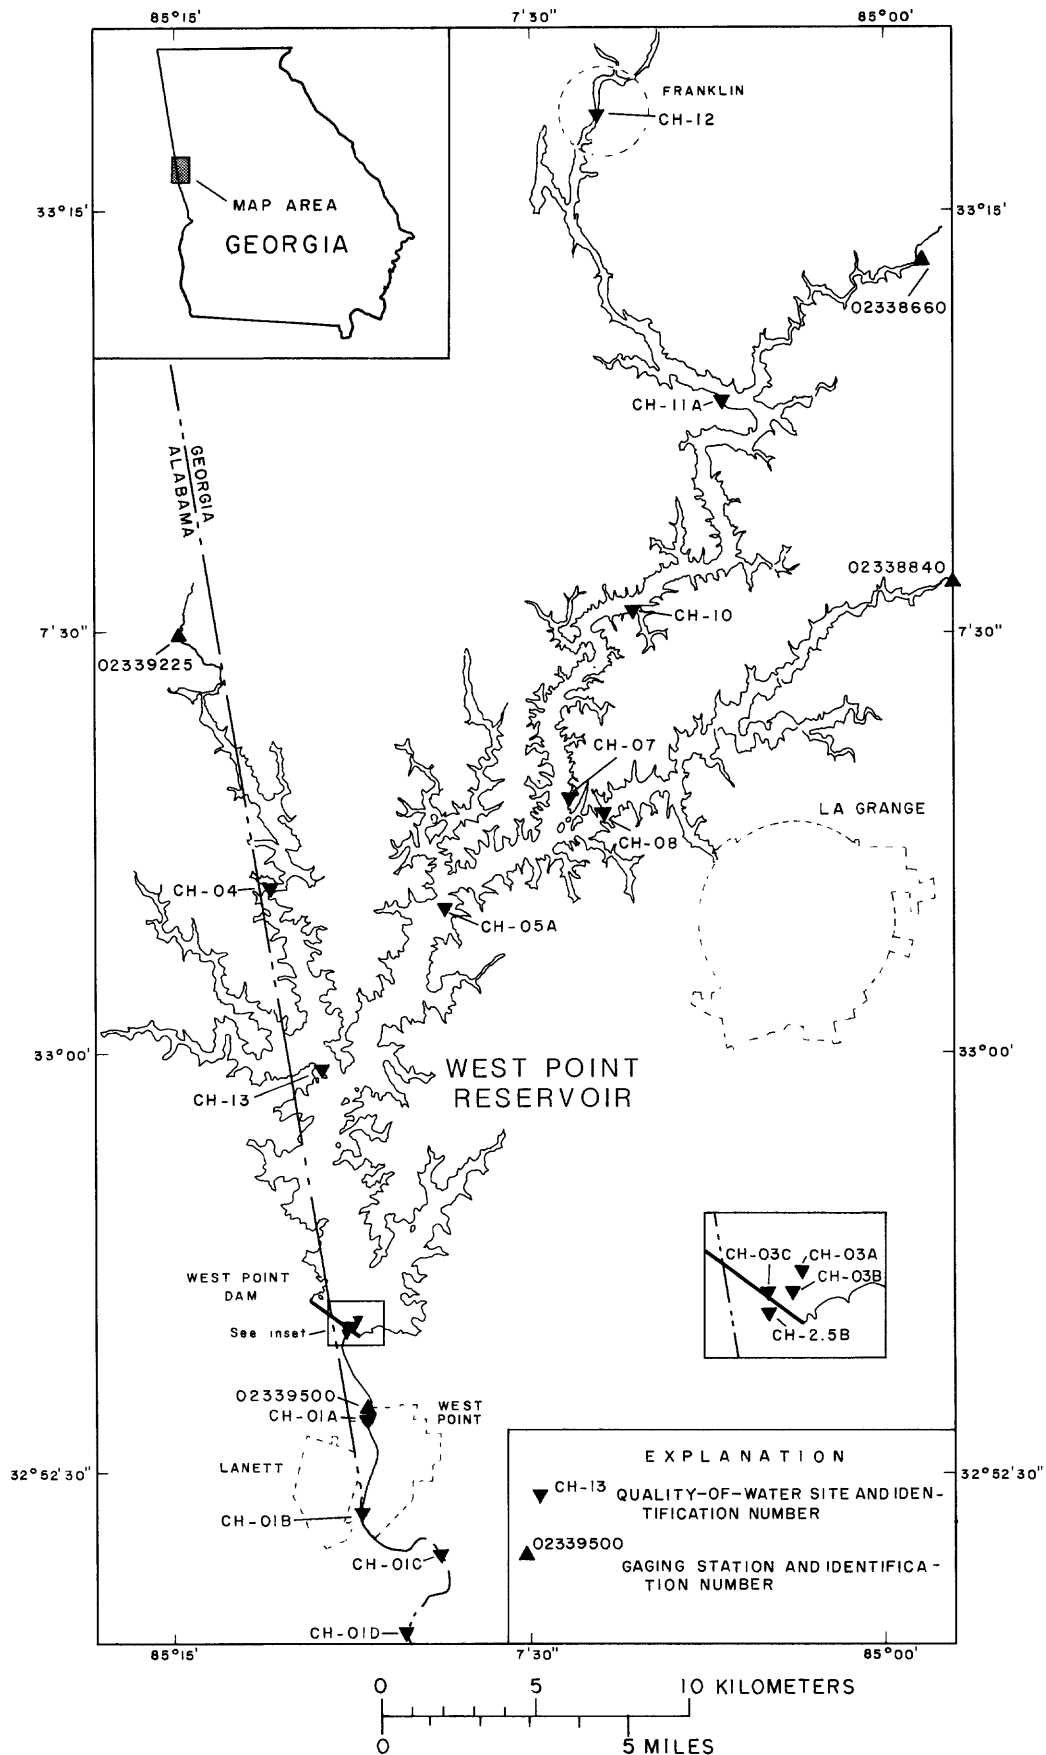 85°15'
7'30"
85°00'
FRANKLIN
CH-12
MAP AREA
GEORGIA
33°15'
33°15'
02338660
CH-11A
GEORGIA
ALABAMA
02338840
CH-10
7'30"
7'30"
02339225
CH-07
LA GRANGE
CH-08
CH-04
CH-05A
33°00'
33°00'
WEST POINT
RESERVOIR
CH-13
WEST POINT
DAM
See inset
CH-03C
CH-03A
CH-03B
CH-2.5B
02339500
CH-01A
WEST
POINT
LANETT
32°52'30"
32°52'30"
CH-01B
CH-01C
CH-01D
EXPLANATION
CH-13 QUALITY-OF-WATER SITE AND IDEN-
TIFICATION NUMBER
02339500
GAGING STATION AND IDENTIFICA-
TION NUMBER
85°15'
7'30"
85°00'
0 5 10 KILOMETERS
0 5 MILES